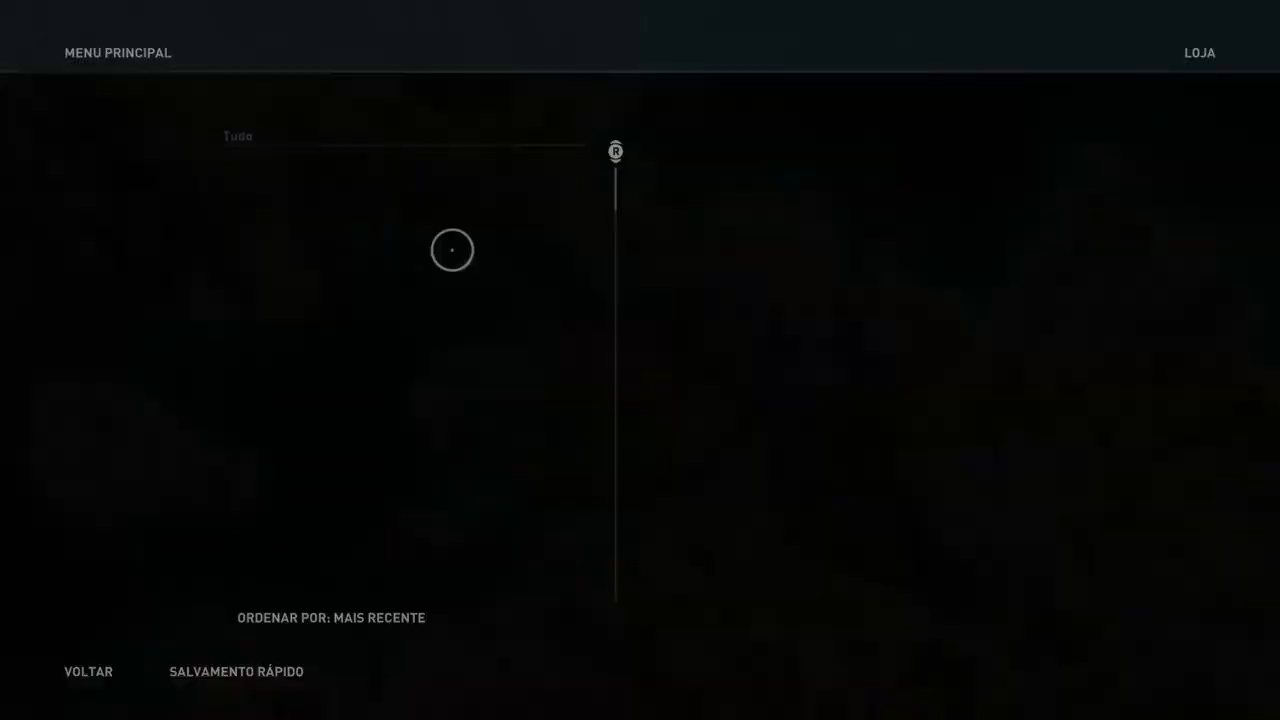 MENU PRINCIPAL
LOJA
Tudo
R
ORDENAR POR: MAIS RECENTE
VOLTAR
SALVAMENTO RÁPIDO